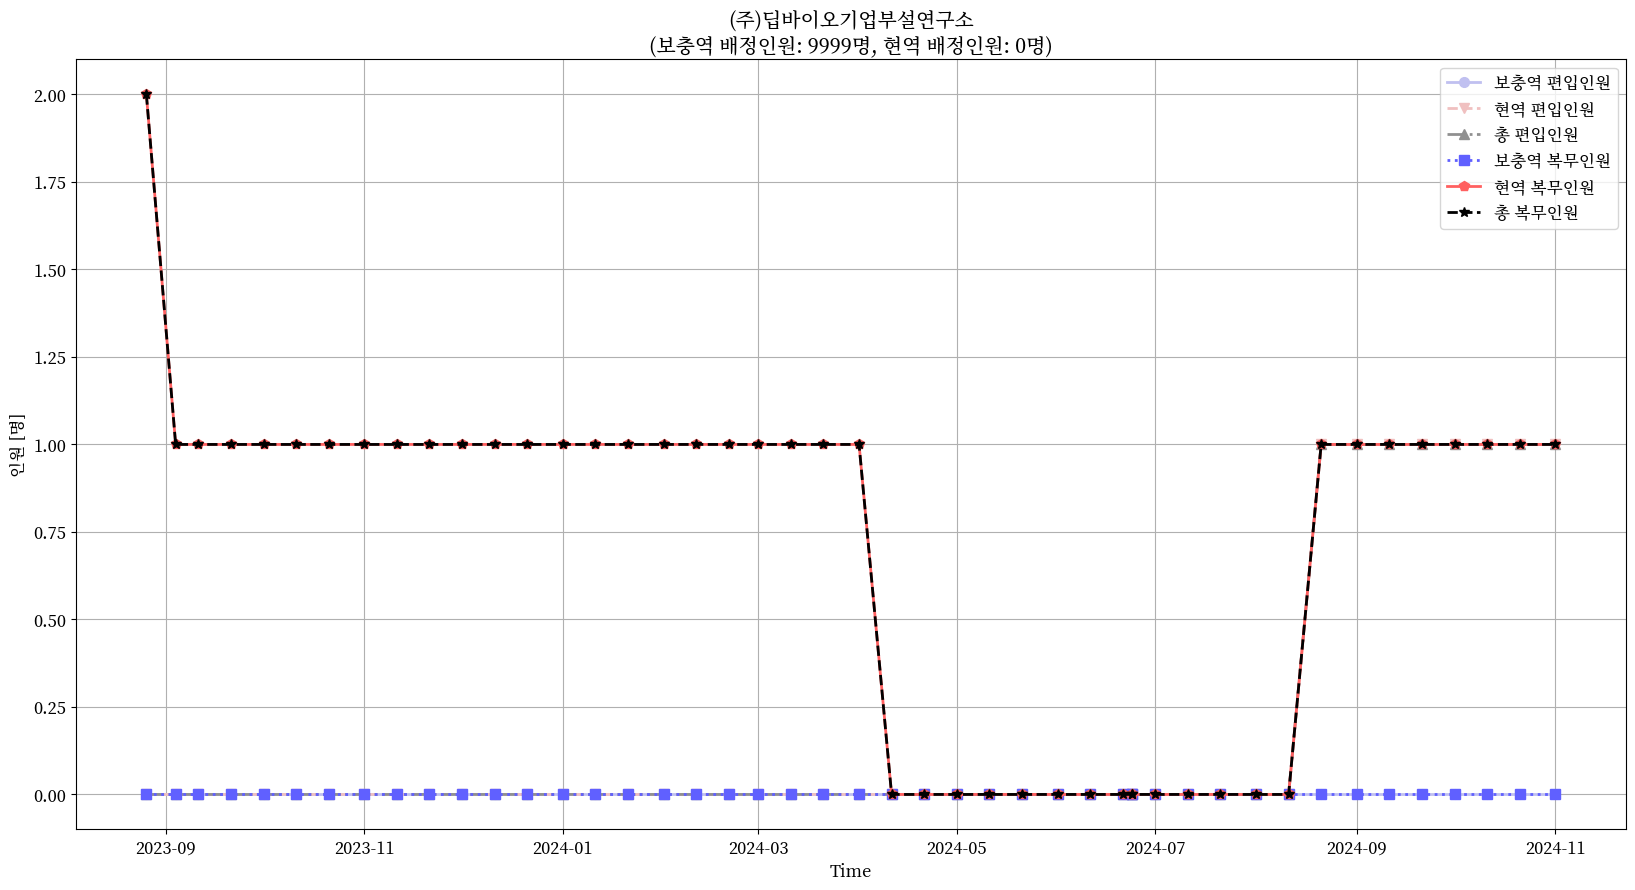 (주)딥바이오기업부설연구소
(보충역 배정인원: 9999명, 현역 배정인원: 0명)
보충역 편입인원
현역 편입인원
총 편입인원
보충역 복무인원
현역 복무인원
총 복무인원
인원 [명]
2.00
1.75
1.50
1.25
1.00
0.75
0.50
0.25
0.00
2023-09 2023-11 2024-01 2024-03 2024-05 2024-07 2024-09 2024-11
Time